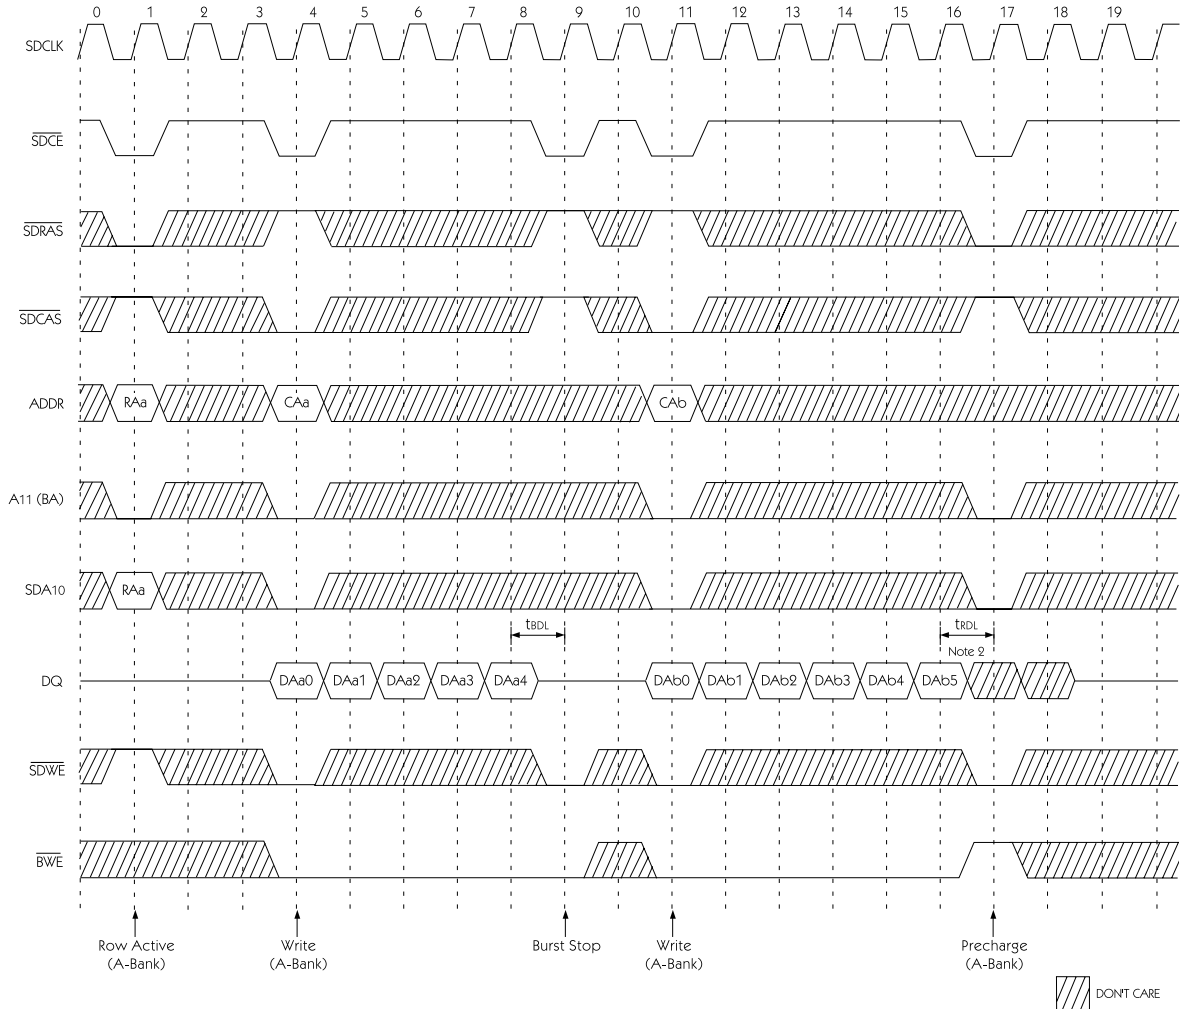 0 1 2 3 4 5 6 7 8 9 10 11 12 13 14 15 16 17 18 19
SDCLK
SDCE
SDRAS
SDCAS
ADDR RAa CAa CAb
A11 (BA)
SDA10 RAa
tBDL tRDL
Note 2
DQ DAa0 DAa1 DAa2 DAa3 DAa4 DAb0 DAb1 DAb2 DAb3 DAb4 DAb5
SDWE
BWE
Row Active Write Burst Stop Write Precharge
(A-Bank) (A-Bank) (A-Bank) (A-Bank)
DON'T CARE